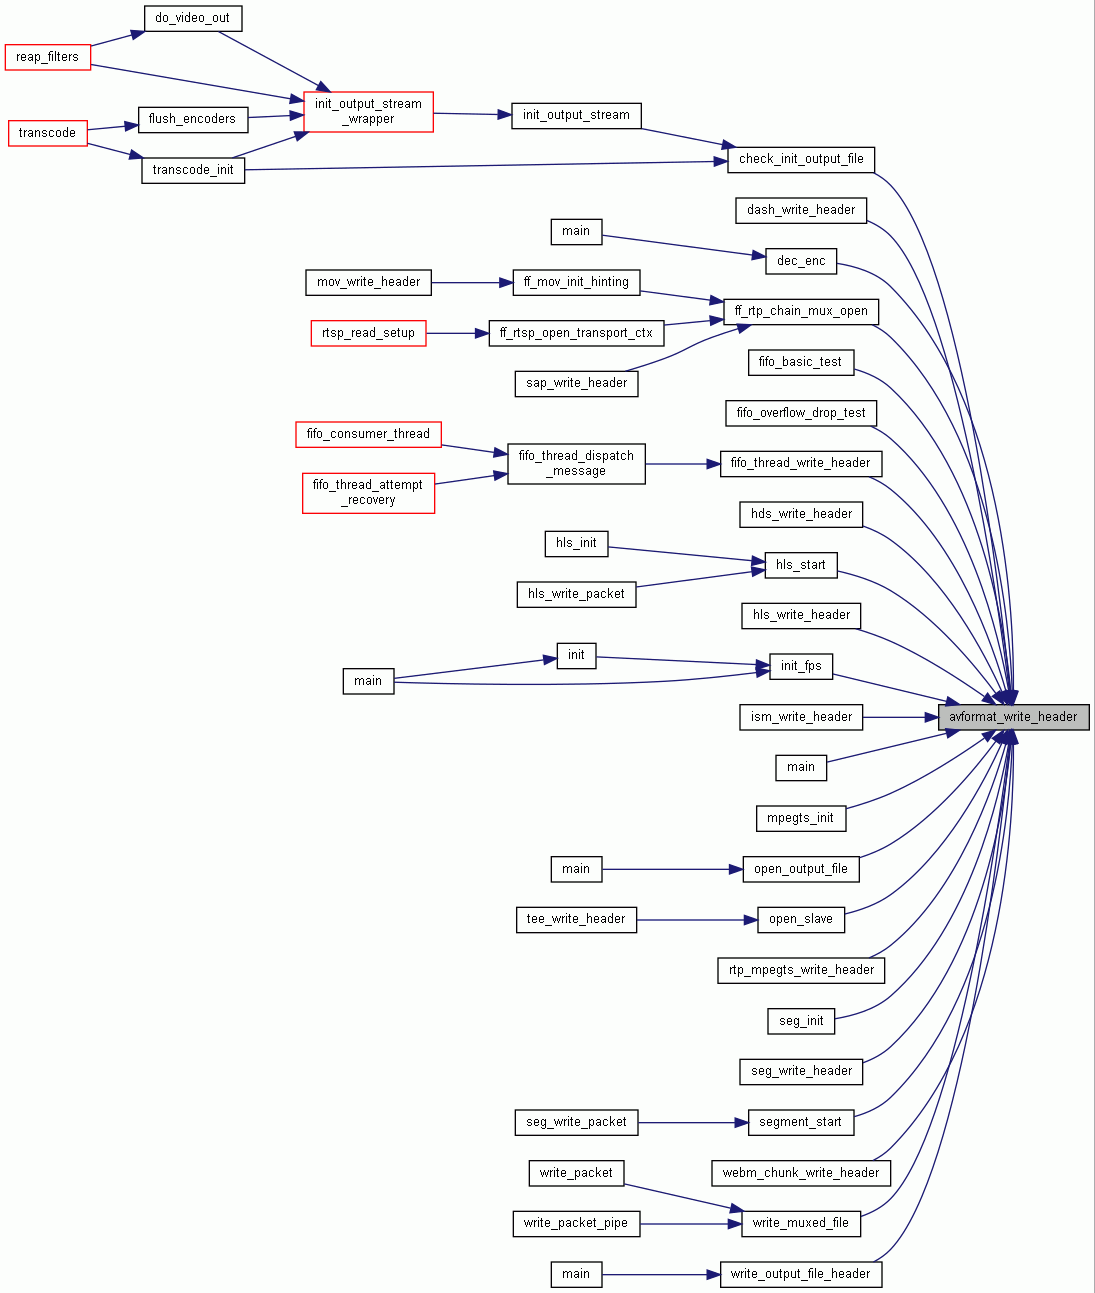 do_video_out
reap_filters
init_output_stream
_wrapper
init_output_stream
flush_encoders
transcode
transcode_init
check_init_output_file
dash_write_header
main
dec_enc
mov_write_header
ff_mov_init_hinting
ff_rtp_chain_mux_open
rtsp_read_setup
ff_rtsp_open_transport_ctx
fifo_basic_test
sap_write_header
fifo_overflow_drop_test
fifo_consumer_thread
fifo_thread_dispatch
_message
fifo_thread_write_header
fifo_thread_attempt
_recovery
hds_write_header
hls_init
hls_start
hls_write_packet
hls_write_header
init
init_fps
main
ism_write_header
avformat_write_header
main
mpegts_init
main
open_output_file
tee_write_header
open_slave
rtp_mpegts_write_header
seg_init
seg_write_header
seg_write_packet
segment_start
write_packet
webm_chunk_write_header
write_packet_pipe
write_muxed_file
main
write_output_file_header